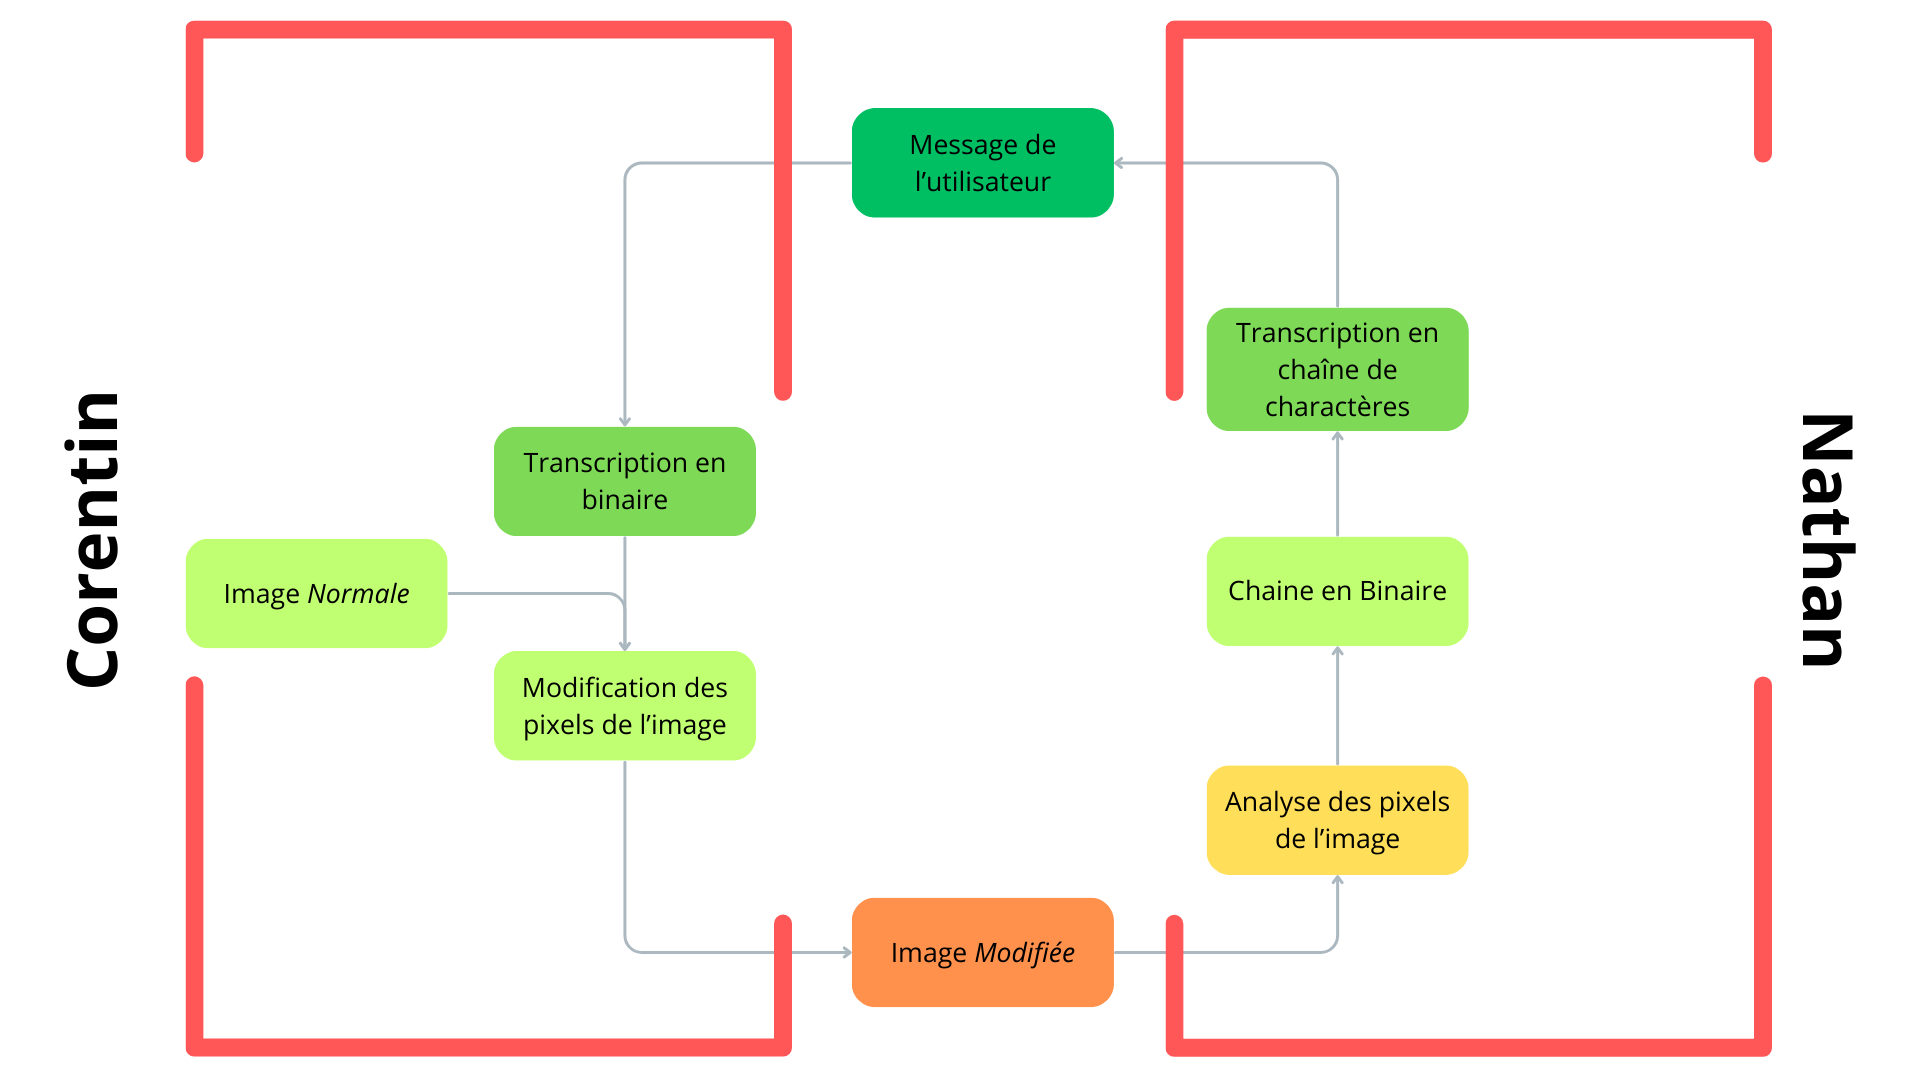 Corentin
Message de
l’utilisateur
Transcription en
binaire
Image Normale
Modification des
pixels de l’image
Image Modifiée
Analyse des pixels
de l’image
Chaine en Binaire
Transcription en
chaîne de
charactères
Nathan